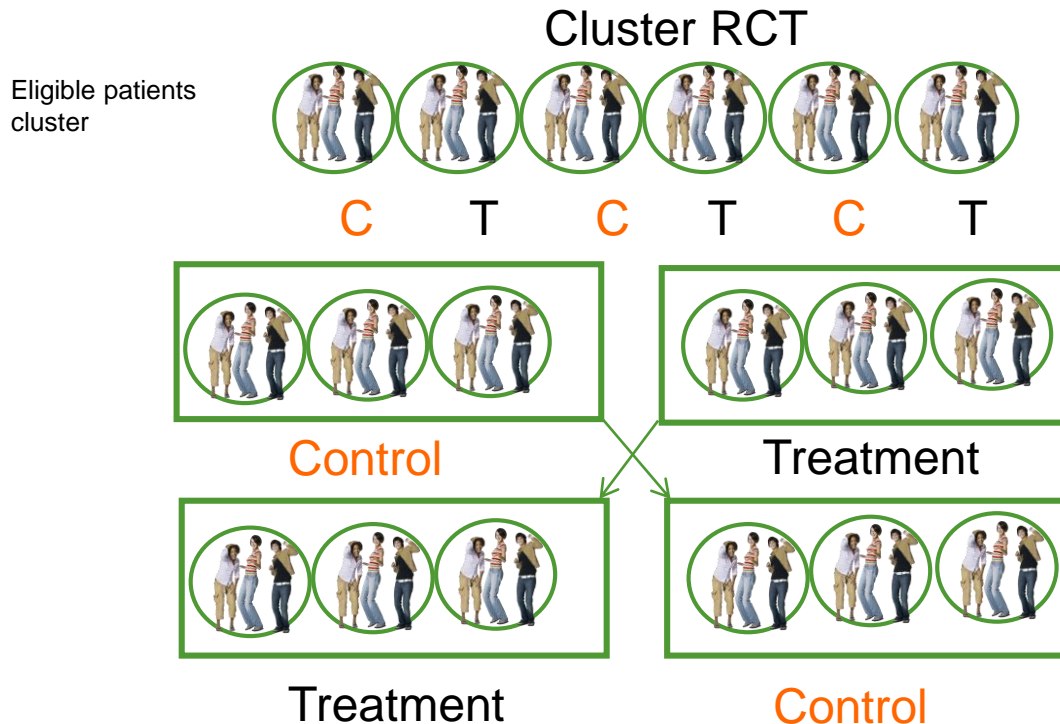 Cluster RCT
Eligible patients
cluster
C T C T C T
Control Treatment
Treatment Control